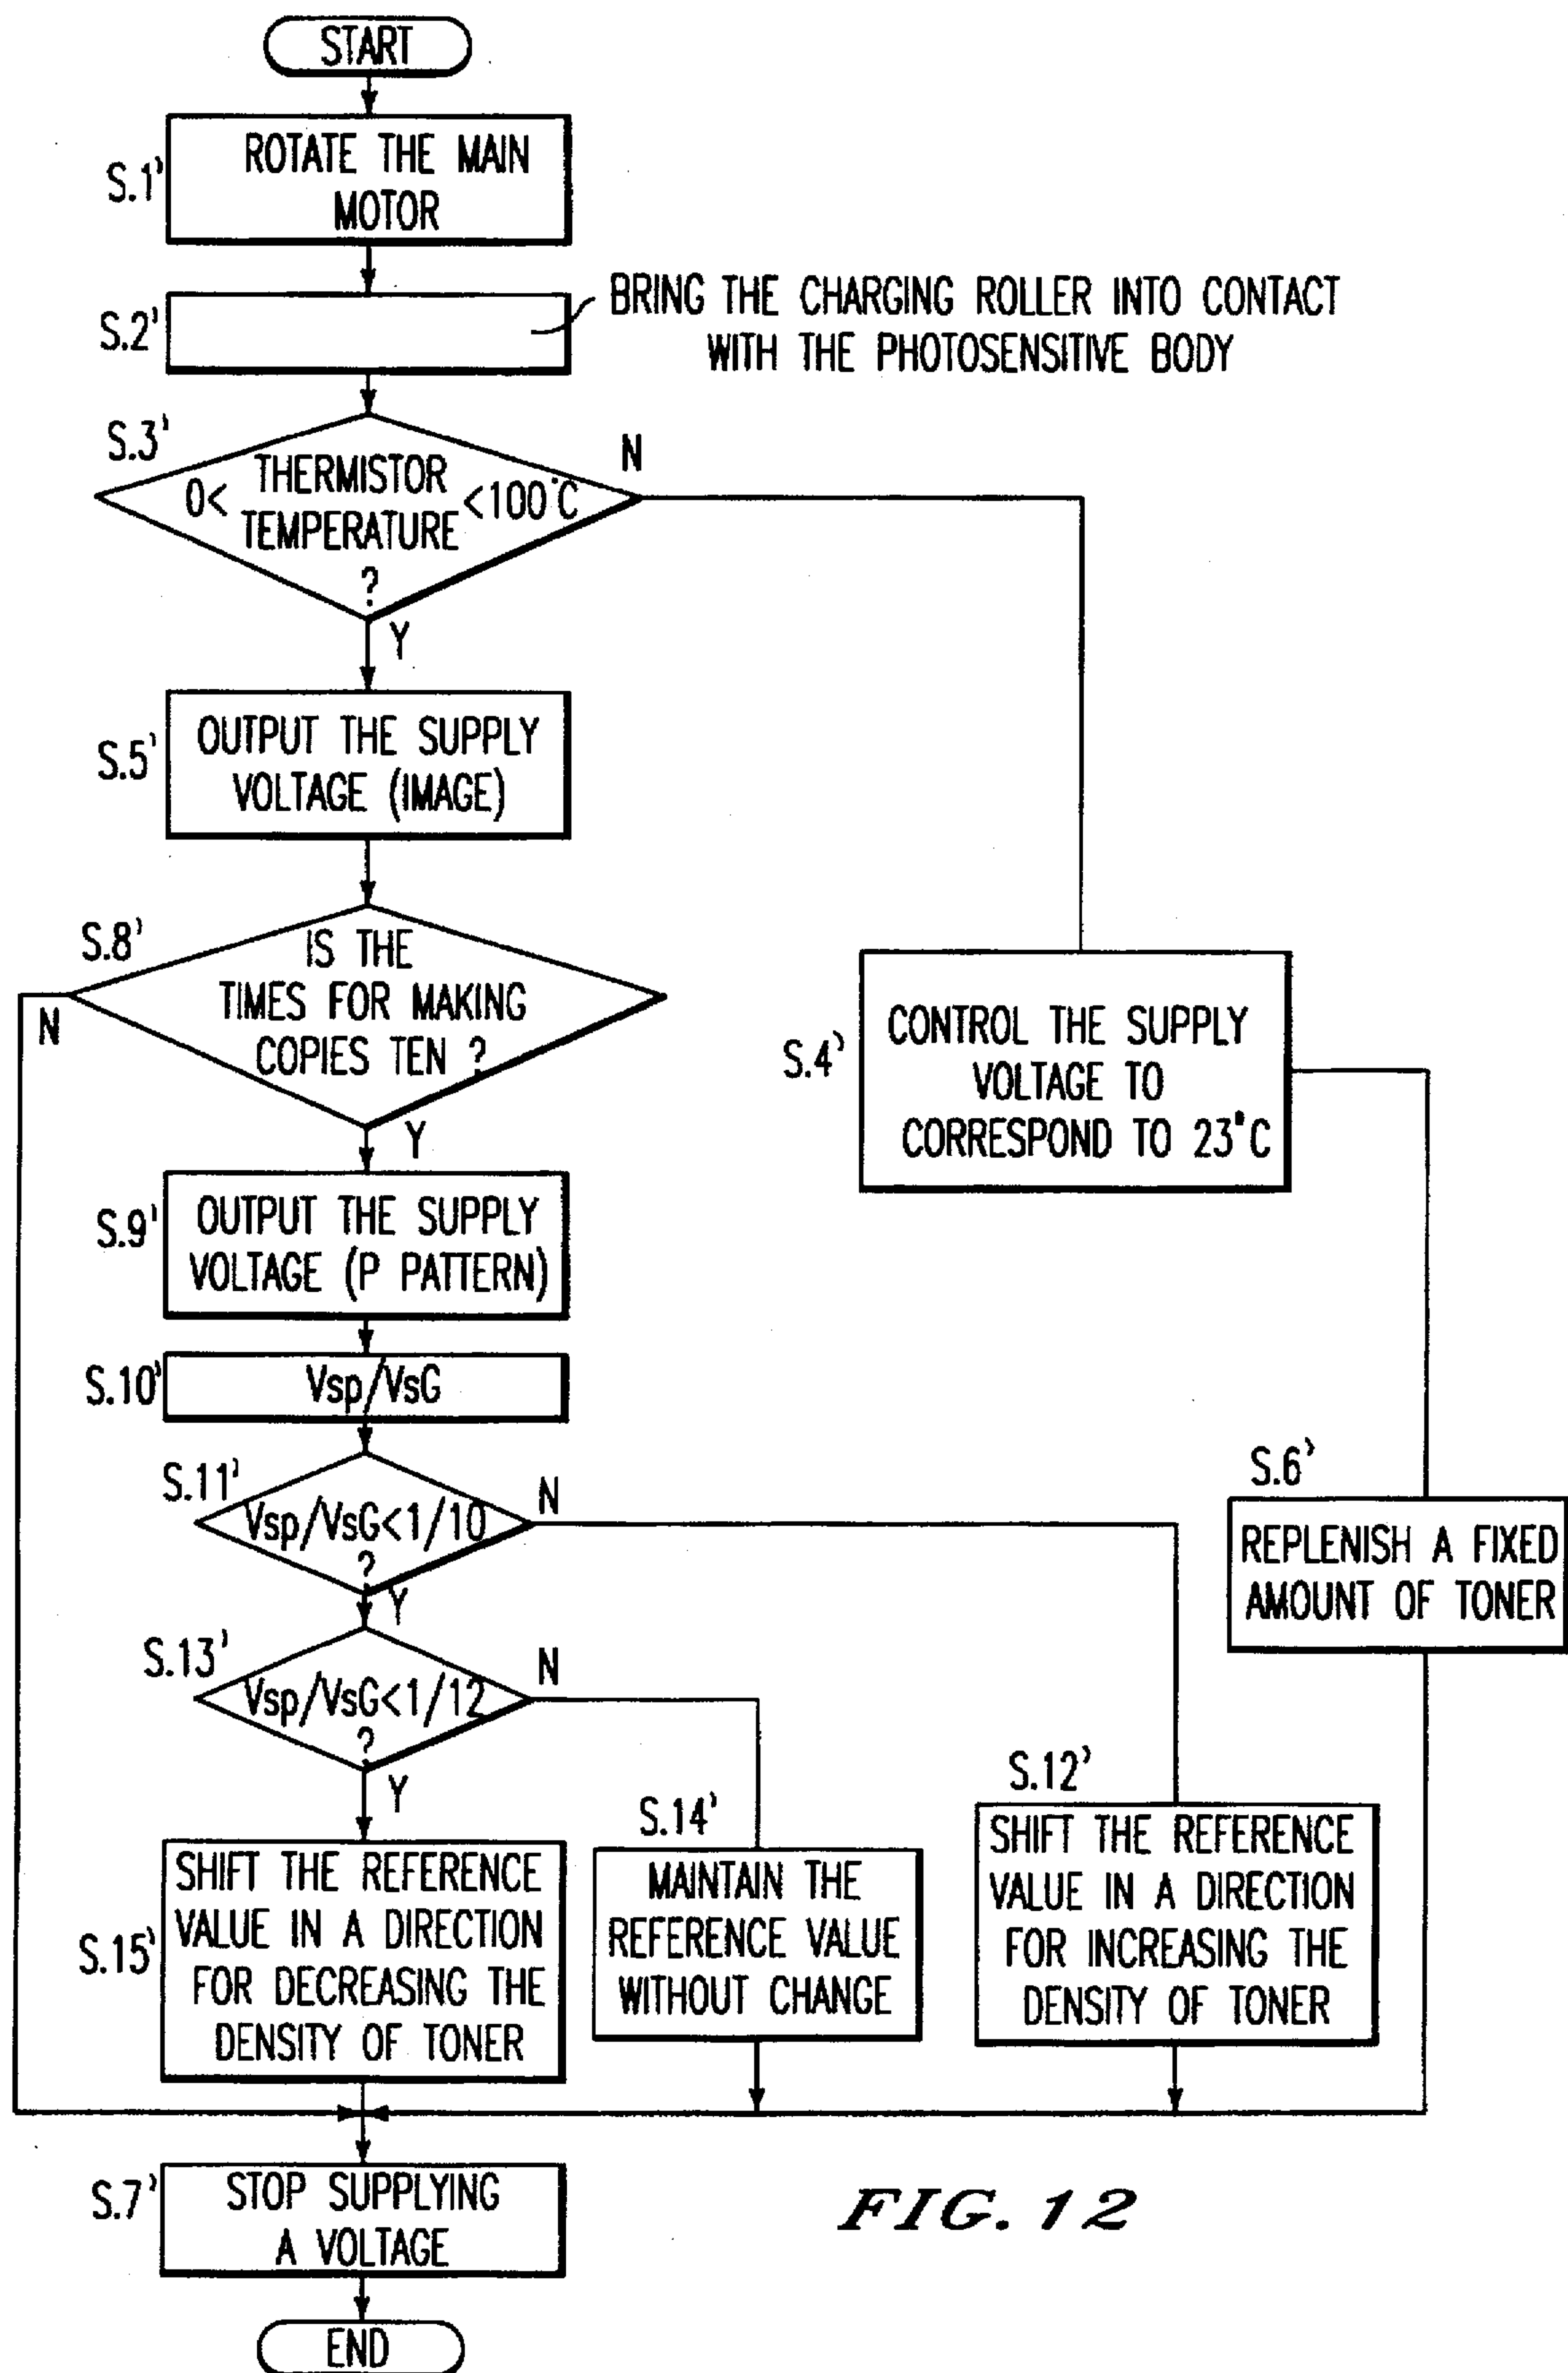 START
S.1'
ROTATE THE MAIN
MOTOR
S.2'
BRING THE CHARGING ROLLER INTO CONTACT
WITH THE PHOTOSENSITIVE BODY
S.3'
0< THERMISTOR TEMPERATURE <100°C
?
N
Y
S.5'
OUTPUT THE SUPPLY
VOLTAGE (IMAGE)
S.8'
IS THE
TIMES FOR MAKING
COPIES TEN ?
N
Y
S.4'
CONTROL THE SUPPLY
VOLTAGE TO
CORRESPOND TO 23°C
S.9'
OUTPUT THE SUPPLY
VOLTAGE (P PATTERN)
S.10'
Vsp/VsG
S.11'
Vsp/VsG<1/10
?
N
Y
S.6'
REPLENISH A FIXED
AMOUNT OF TONER
S.13'
Vsp/VsG<1/12
?
N
Y
S.15'
SHIFT THE REFERENCE
VALUE IN A DIRECTION
FOR DECREASING THE
DENSITY OF TONER
S.14'
MAINTAIN THE
REFERENCE VALUE
WITHOUT CHANGE
S.12'
SHIFT THE REFERENCE
VALUE IN A DIRECTION
FOR INCREASING THE
DENSITY OF TONER
S.7'
STOP SUPPLYING
A VOLTAGE
END
FIG. 12